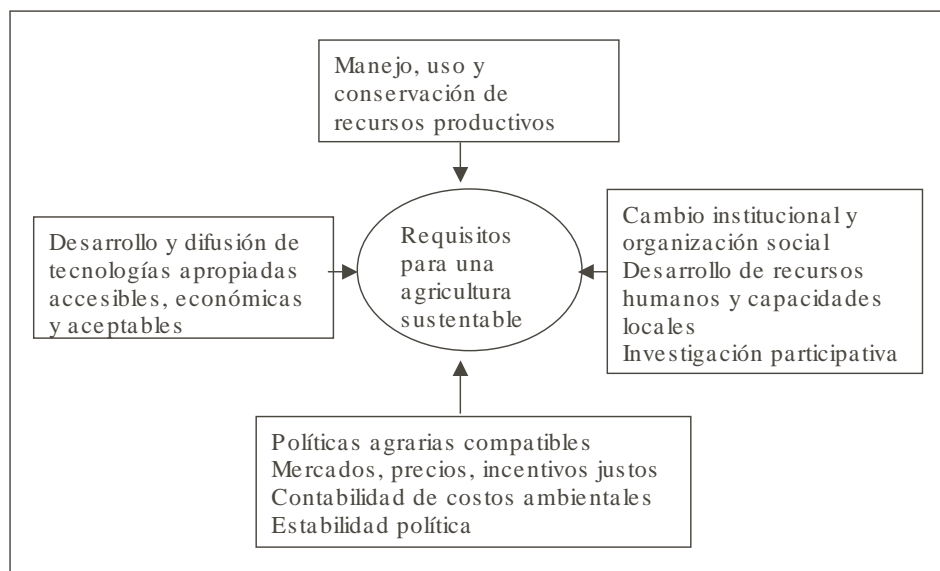 Manejo, uso y
conservación de
recursos productivos
Desarrollo y difusión de
tecnologías apropiadas
accesibles, económicas
y aceptables
Requisitos
para una
agricultura
sustentable
Cambio institucional y
organización social
Desarrollo de recursos
humanos y capacidades
locales
Investigación participativa
Políticas agrarias compatibles
Mercados, precios, incentivos justos
Contabilidad de costos ambientales
Estabilidad política